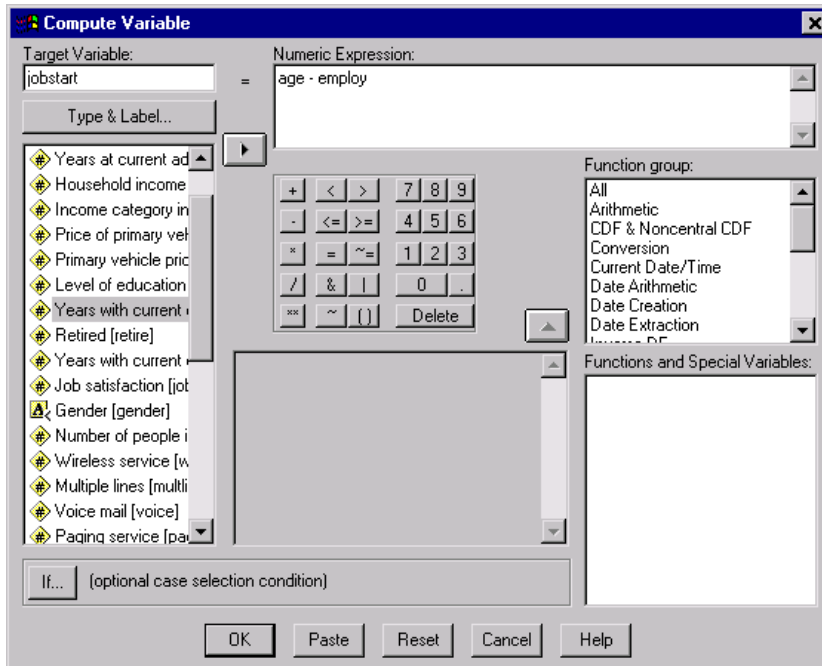 Compute Variable
Target Variable:
jobstart
=
Numeric Expression:
age - employ
Type & Label...
Years at current ad
Household income
Income category in
Price of primary veh
Primary vehicle pric
Level of education
Years with current
Retired [retire]
Years with current
Job satisfaction [job
Gender [gender]
Number of people i
Wireless service [w
Multiple lines [multli
Voice mail [voice]
Paging service [pag
+ < > 7 8 9
- <= >= 4 5 6
* = ~= 1 2 3
/ & | 0 .
** ~ () Delete
Function group:
All
Arithmetic
CDF & Noncentral CDF
Conversion
Current Date/Time
Date Arithmetic
Date Creation
Date Extraction
Functions and Special Variables:
If... (optional case selection condition)
OK Paste Reset Cancel Help